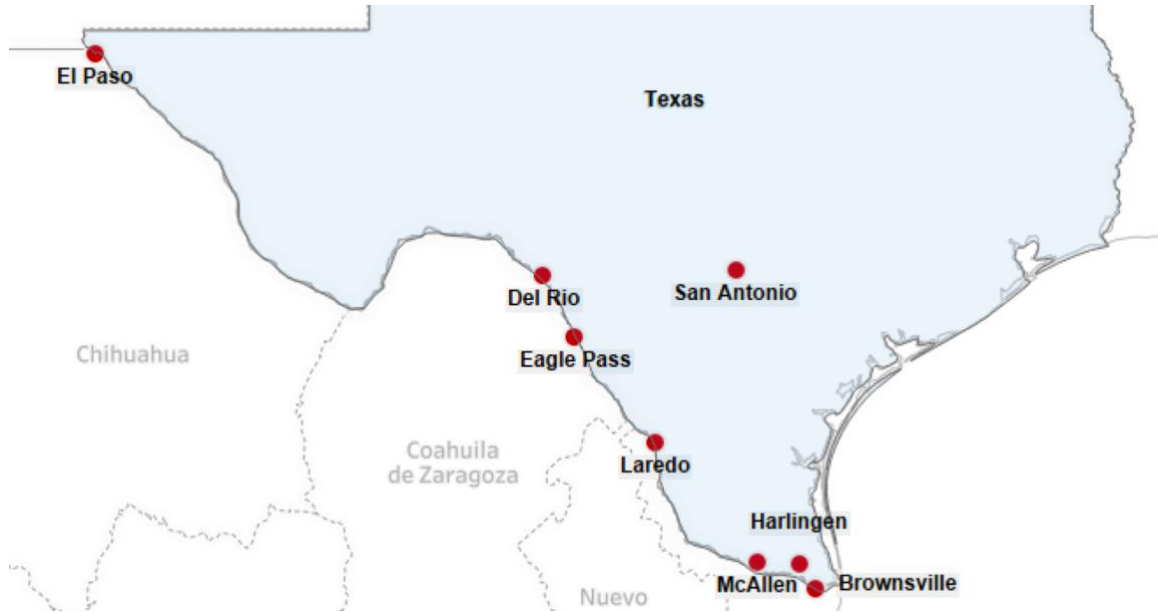 El Paso
Texas
Del Rio
San Antonio
Eagle Pass
Chihuahua
Coahuila
de Zaragoza
Laredo
Harlingen
McAllen
Brownsville
Nuevo